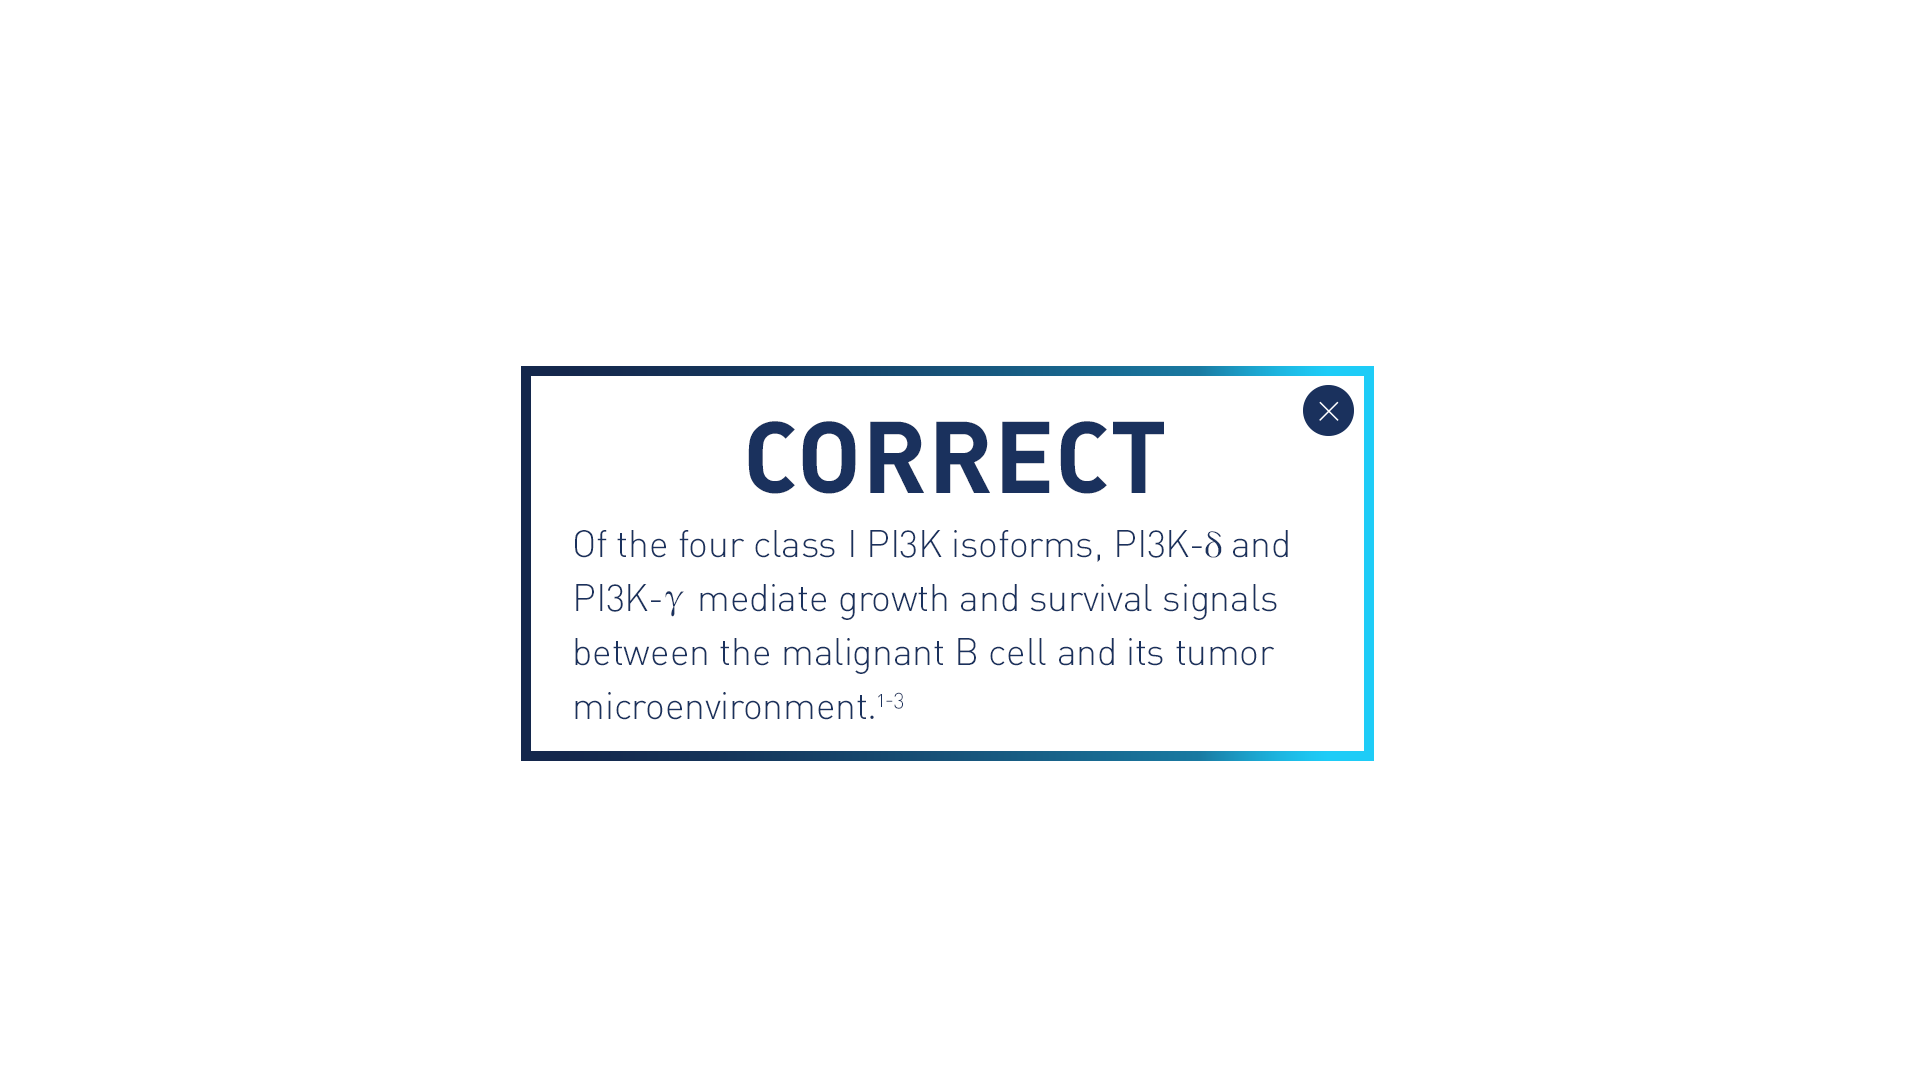 CORRECT
Of the four class I PI3K isoforms, PI3K-δ and
PI3K-γ mediate growth and survival signals
between the malignant B cell and its tumor
microenvironment.¹⁻³